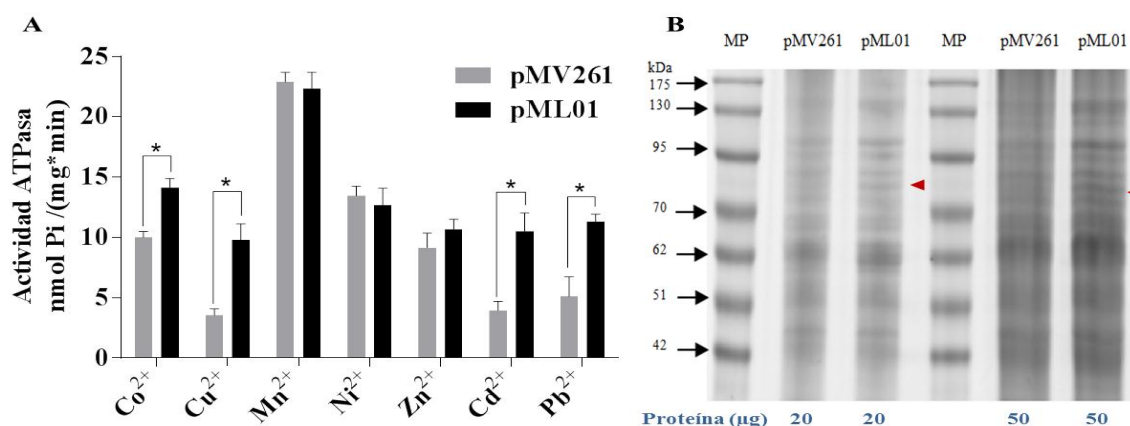 A
Actividad ATPasa
nmol Pi /(mg*min)
25
20
15
10
5
0
pMV261
pML01
*
*
*
*
Co²⁺
Cu²⁺
Mn²⁺
Ni²⁺
Zn²⁺
Cd²⁺
Pb²⁺
B
MP pMV261 pML01 MP pMV261 pML01
kDa
175
130
95
70
62
51
42
Proteína (µg) 20 20 50 50